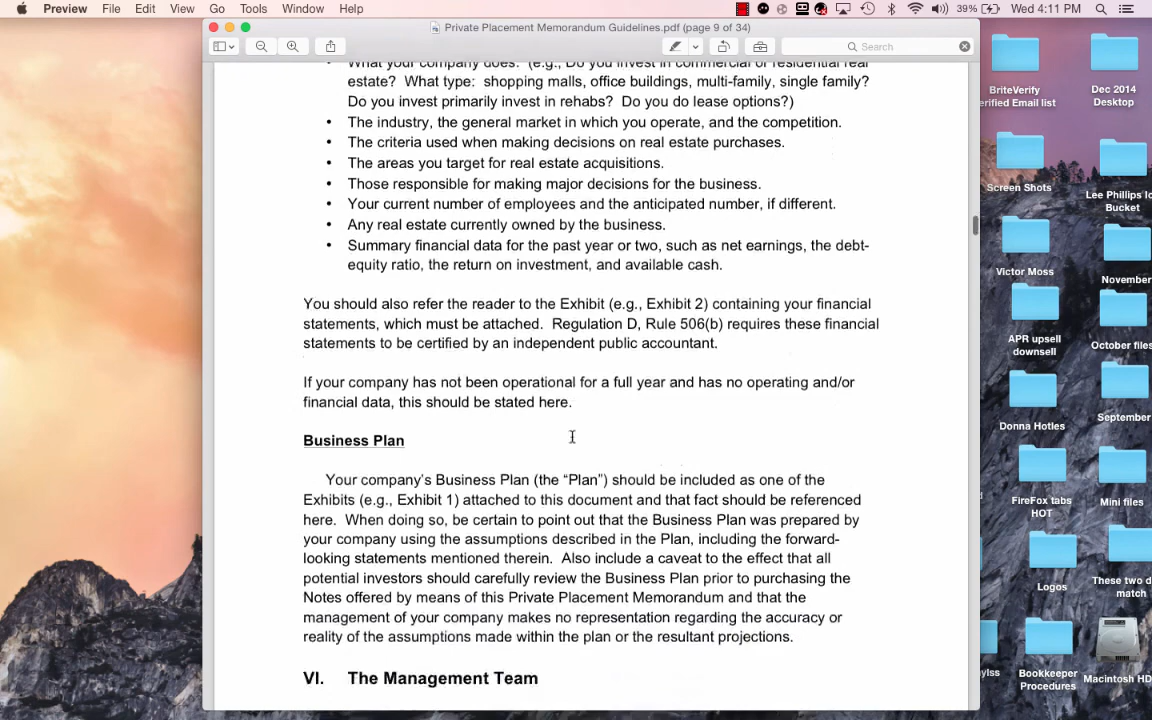 Preview File Edit View Go Tools Window Help
39% Wed 4:11 PM
Private Placement Memorandum Guidelines.pdf (page 9 of 34)
Search
What your company does. (e.g., Do you invest in commercial or residential real
estate? What type: shopping malls, office buildings, multi-family, single family?
Do you invest primarily invest in rehabs? Do you do lease options?)
• The industry, the general market in which you operate, and the competition.
• The criteria used when making decisions on real estate purchases.
• The areas you target for real estate acquisitions.
• Those responsible for making major decisions for the business.
• Your current number of employees and the anticipated number, if different.
• Any real estate currently owned by the business.
• Summary financial data for the past year or two, such as net earnings, the debt-
equity ratio, the return on investment, and available cash.
You should also refer the reader to the Exhibit (e.g., Exhibit 2) containing your financial
statements, which must be attached. Regulation D, Rule 506(b) requires these financial
statements to be certified by an independent public accountant.
If your company has not been operational for a full year and has no operating and/or
financial data, this should be stated here.
Business Plan
Your company's Business Plan (the “Plan”) should be included as one of the
Exhibits (e.g., Exhibit 1) attached to this document and that fact should be referenced
here. When doing so, be certain to point out that the Business Plan was prepared by
your company using the assumptions described in the Plan, including the forward-
looking statements mentioned therein. Also include a caveat to the effect that all
potential investors should carefully review the Business Plan prior to purchasing the
Notes offered by means of this Private Placement Memorandum and that the
management of your company makes no representation regarding the accuracy or
reality of the assumptions made within the plan or the resultant projections.
VI. The Management Team
BriteVerify
erified Email list
Dec 2014
Desktop
Screen Shots
Lee Phillips Ic
Bucket
Victor Moss
November
APR upsell
downsell
October files
Donna Hotles
September
FireFox tabs
HOT
Mini files
Logos
These two d
match
Bookkeeper
Procedures
Macintosh HD